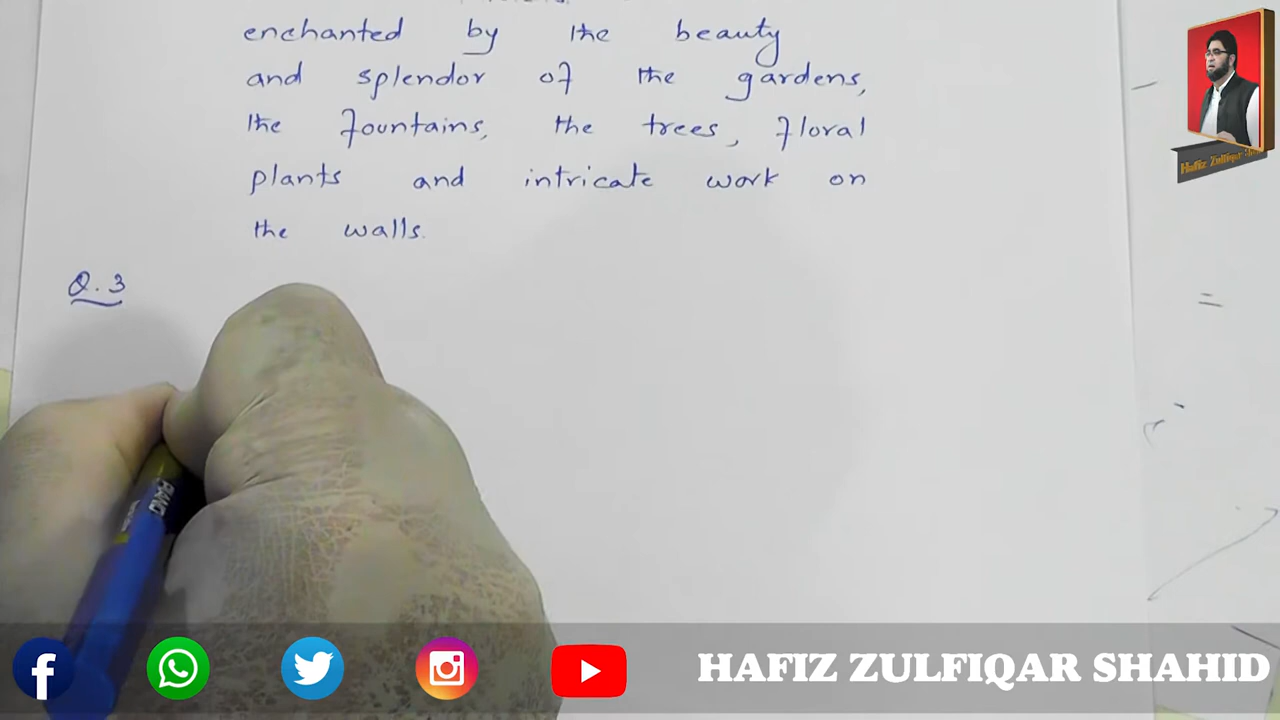 enchanted by the beauty
and splendor of the gardens,
the fountains, the trees, floral
plants and intricate work on
the walls.
Q. 3
PIANO
HAFIZ ZULFIQAR SHAHID